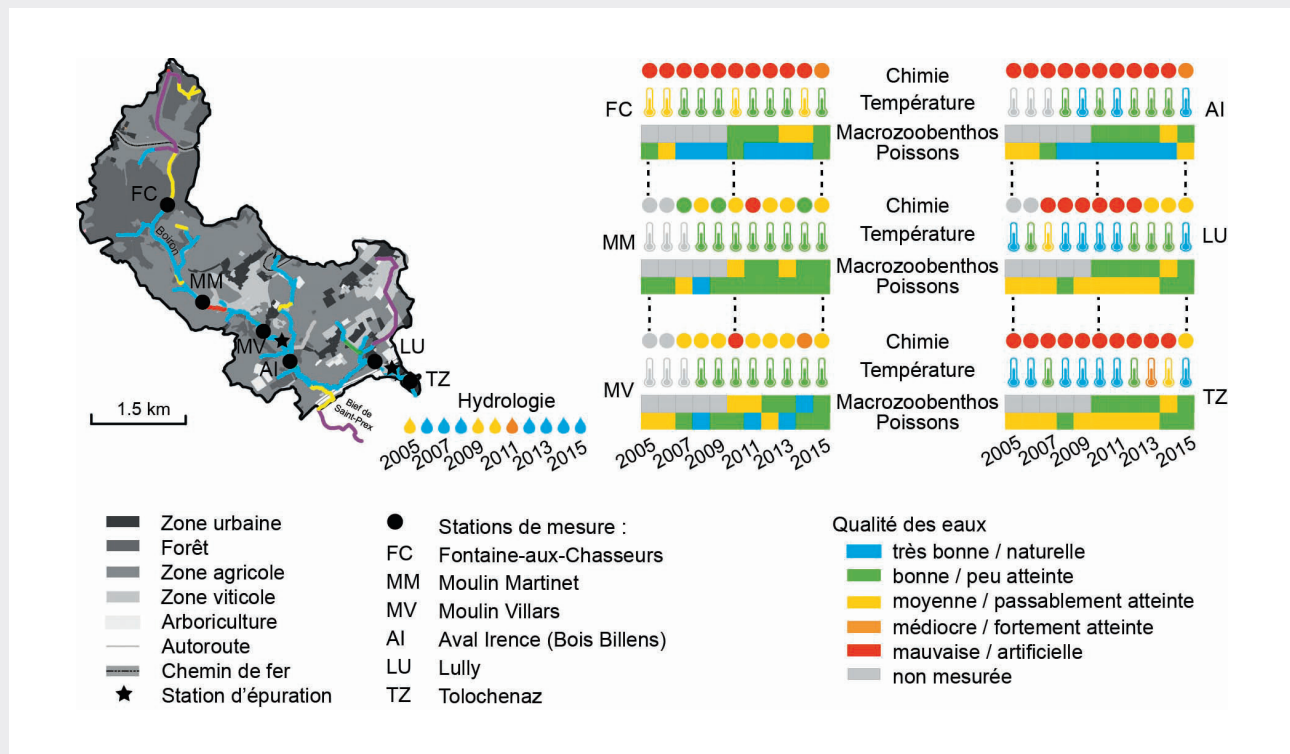 FC
Boiron
MM
MV
AI
LU
TZ
Bief de
Saint-Prex
1.5 km
Hydrologie
2005
2007
2009
2011
2013
2015
FC
Chimie
Température
Macrozoobenthos
Poissons
AI
MM
Chimie
Température
Macrozoobenthos
Poissons
LU
MV
Chimie
Température
Macrozoobenthos
Poissons
TZ
2005
2007
2009
2011
2013
2015
2005
2007
2009
2011
2013
2015
Zone urbaine
Forêt
Zone agricole
Zone viticole
Arboriculture
Autoroute
Chemin de fer
Station d'épuration
Stations de mesure :
FC Fontaine-aux-Chasseurs
MM Moulin Martinet
MV Moulin Villars
AI Aval Irence (Bois Billens)
LU Lully
TZ Tolochenaz
Qualité des eaux
très bonne / naturelle
bonne / peu atteinte
moyenne / passablement atteinte
médiocre / fortement atteinte
mauvaise / artificielle
non mesurée